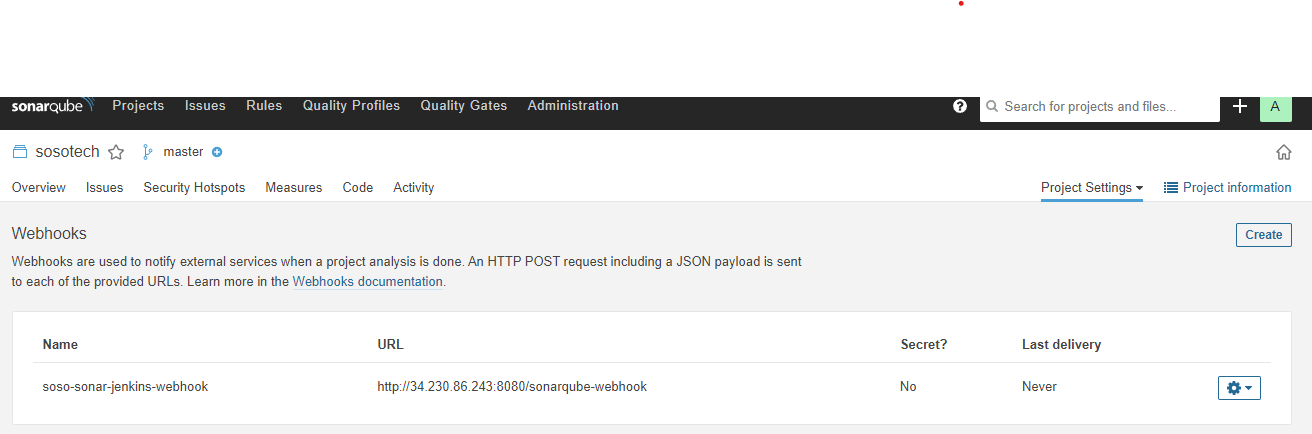 sonarqube Projects Issues Rules Quality Profiles Quality Gates Administration ? Search for projects and files... A
sosotech master
Overview Issues Security Hotspots Measures Code Activity Project Settings Project information
Webhooks Create
Webhooks are used to notify external services when a project analysis is done. An HTTP POST request including a JSON payload is sent
to each of the provided URLs. Learn more in the Webhooks documentation.
Name URL Secret? Last delivery
soso-sonar-jenkins-webhook http://34.230.86.243:8080/sonarqube-webhook No Never